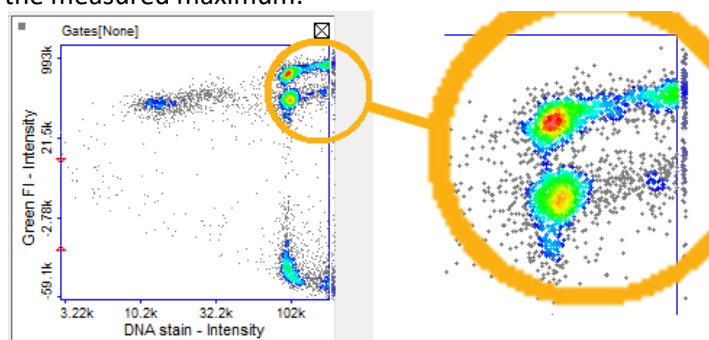 the measured maximum.
Gates[None]
993k
21.5k
-2.78k
-59.1k
Green Fl - Intensity
3.22k 10.2k 32.2k 102k
DNA stain - Intensity